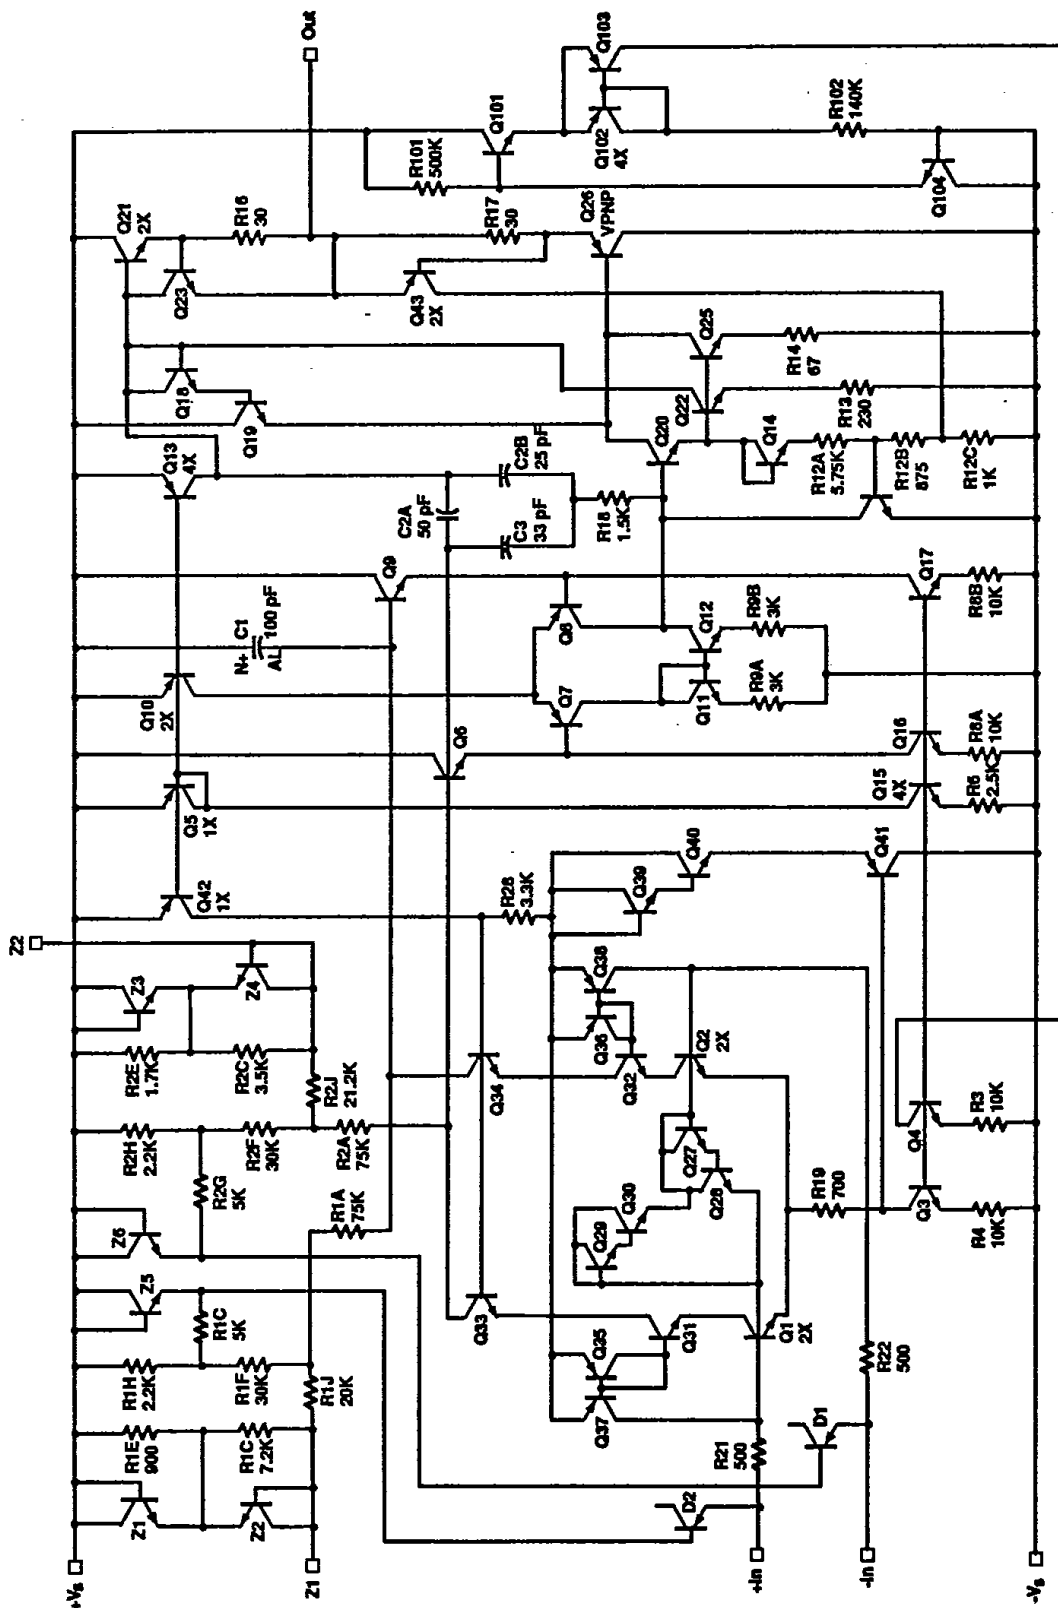 +Vs
Z1
Z2
Z1
R1E
900
R1C
7.2K
R1H
2.2K
R1F
30K
R1J
20K
R1C
5K
Z5
Z6
R1A
75K
R2G
5K
R2H
2.2K
R2F
30K
R2A
75K
R2J
21.2K
R2E
1.7K
R2C
3.5K
Z3
Z4
Z2
Q42
1X
Q5
1X
Q10
2X
N+
C1
100 pF
AL
Q9
Q13
4X
Q18
Q19
Q21
2X
Q23
R16
30
Out
C2A
50 pF
C3
33 pF
C2B
25 pF
R18
1.5K
Q43
2X
R17
30
Q26
VPNP
R101
500K
Q101
Q102
4X
Q103
R102
140K
Q104
Q33
Q34
R28
3.3K
Q6
Q7
Q8
Q11
Q12
R9A
3K
R9B
3K
Q20
Q22
Q25
Q14
R12A
5.75K
R12B
875
R12C
1K
R13
230
R14
67
Q37
Q35
Q31
Q29
Q30
Q27
Q28
Q36
Q38
Q32
Q2
2X
Q39
Q40
Q1
2X
R21
500
D2
D1
R22
500
R19
700
Q41
Q15
4X
Q16
Q17
+In
-In
Q3
Q4
R4
10K
R3
10K
R5
2.5K
R8A
10K
R8B
10K
-Vs